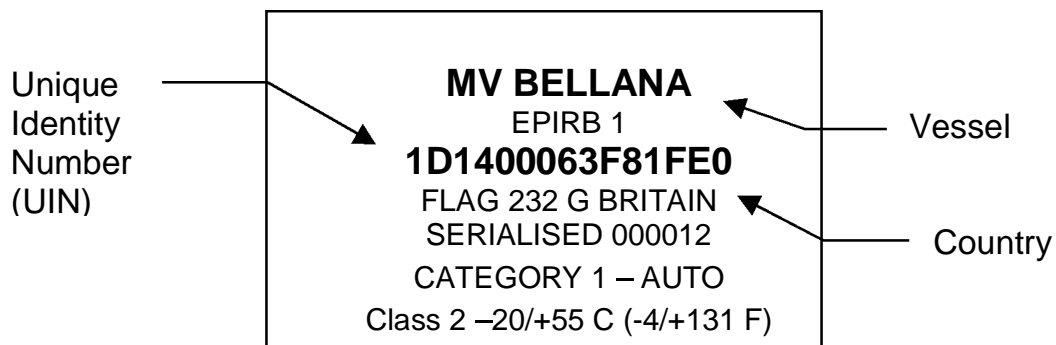 Unique
Identity
Number
(UIN)
MV BELLANA
EPIRB 1
1D1400063F81FE0
FLAG 232 G BRITAIN
SERIALISED 000012
CATEGORY 1 – AUTO
Class 2 –20/+55 C (-4/+131 F)
Vessel
Country